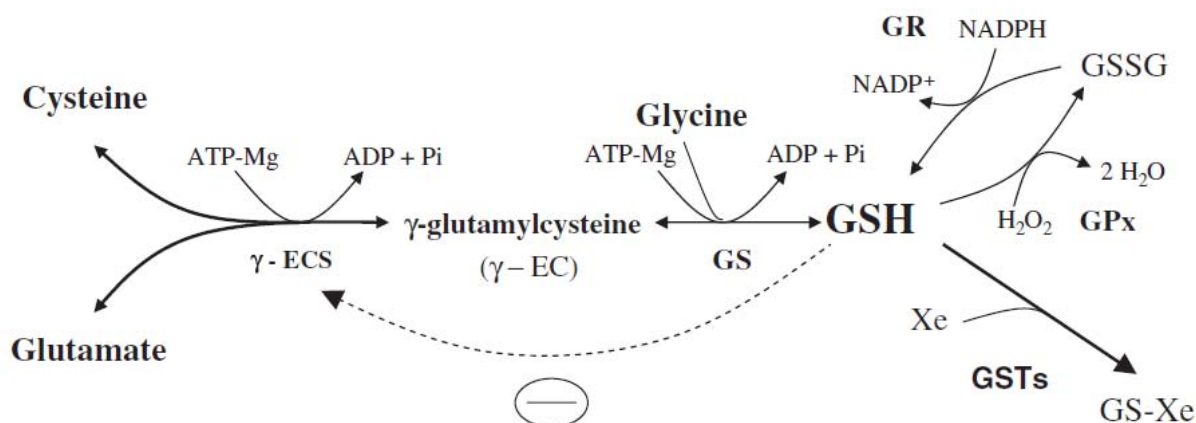 GR
NADPH
NADP⁺
GSSG
Cysteine
Glycine
ATP-Mg
ADP + Pi
ATP-Mg
ADP + Pi
2 H₂O
γ-glutamylcysteine
GSH
H₂O₂
GPx
γ - ECS
(γ – EC)
GS
Glutamate
Xe
GSTs
GS-Xe